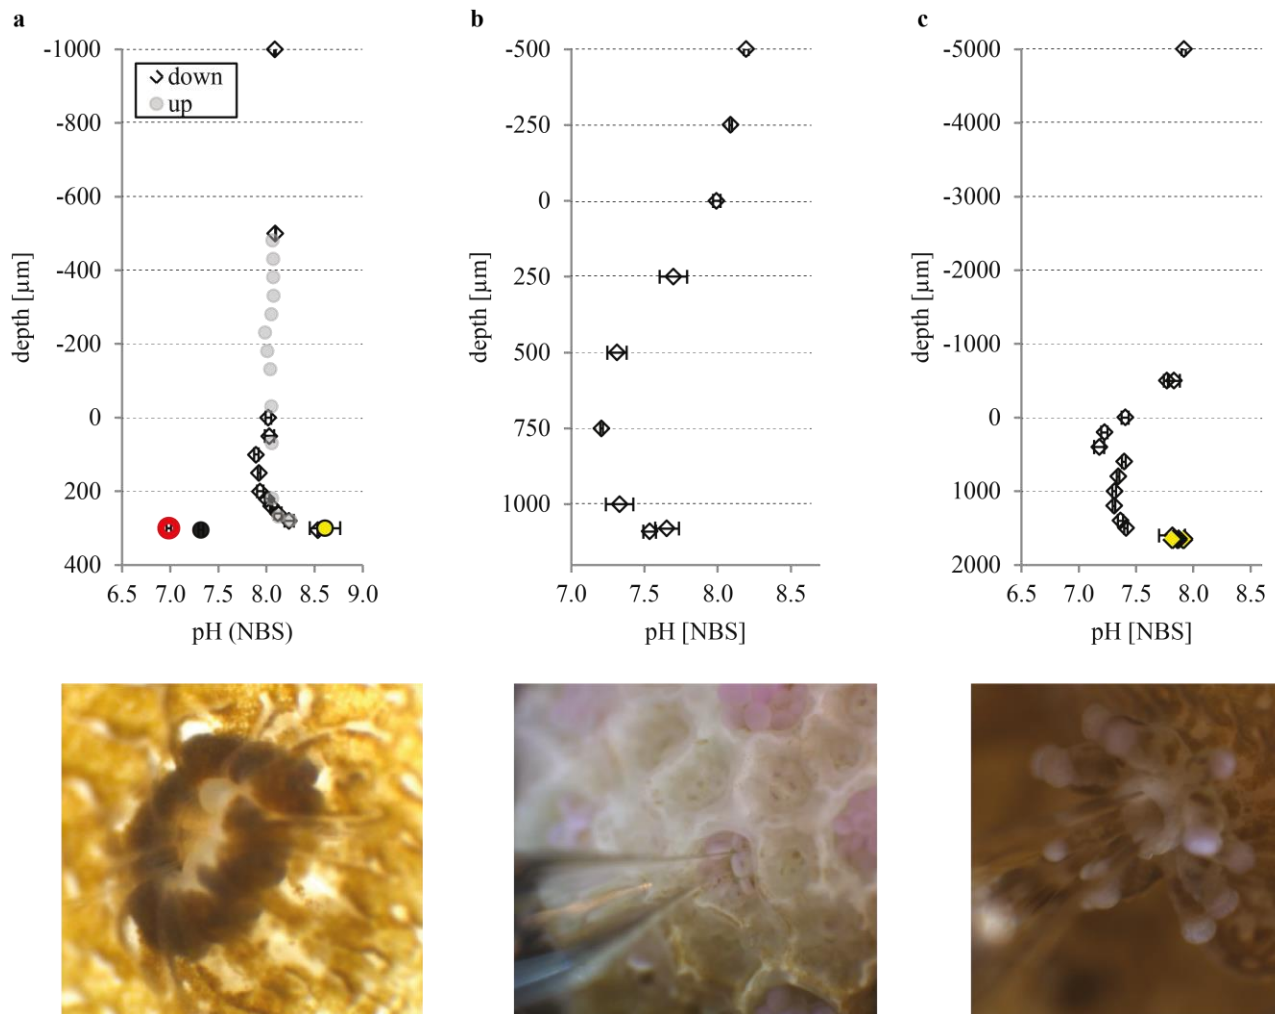 a
b
c
-1000
-800
-600
-400
-200
0
200
400
depth [µm]
down
up
6.5 7.0 7.5 8.0 8.5 9.0
pH (NBS)
-500
-250
0
250
500
750
1000
depth [µm]
7.0 7.5 8.0 8.5
pH [NBS]
-5000
-4000
-3000
-2000
-1000
0
1000
2000
depth [µm]
6.5 7.0 7.5 8.0 8.5
pH [NBS]